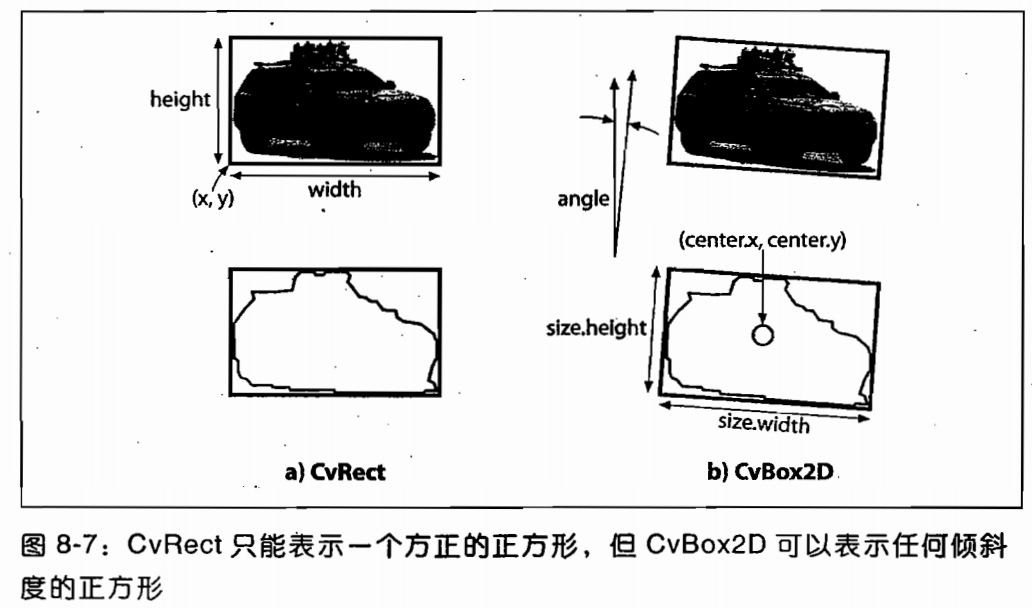 height
(x, y)
width
angle
(center.x, center.y)
size.height
size.width
a) CvRect
b) CvBox2D
图 8-7：CvRect 只能表示一个方正的正方形，但 CvBox2D 可以表示任何倾斜
度的正方形